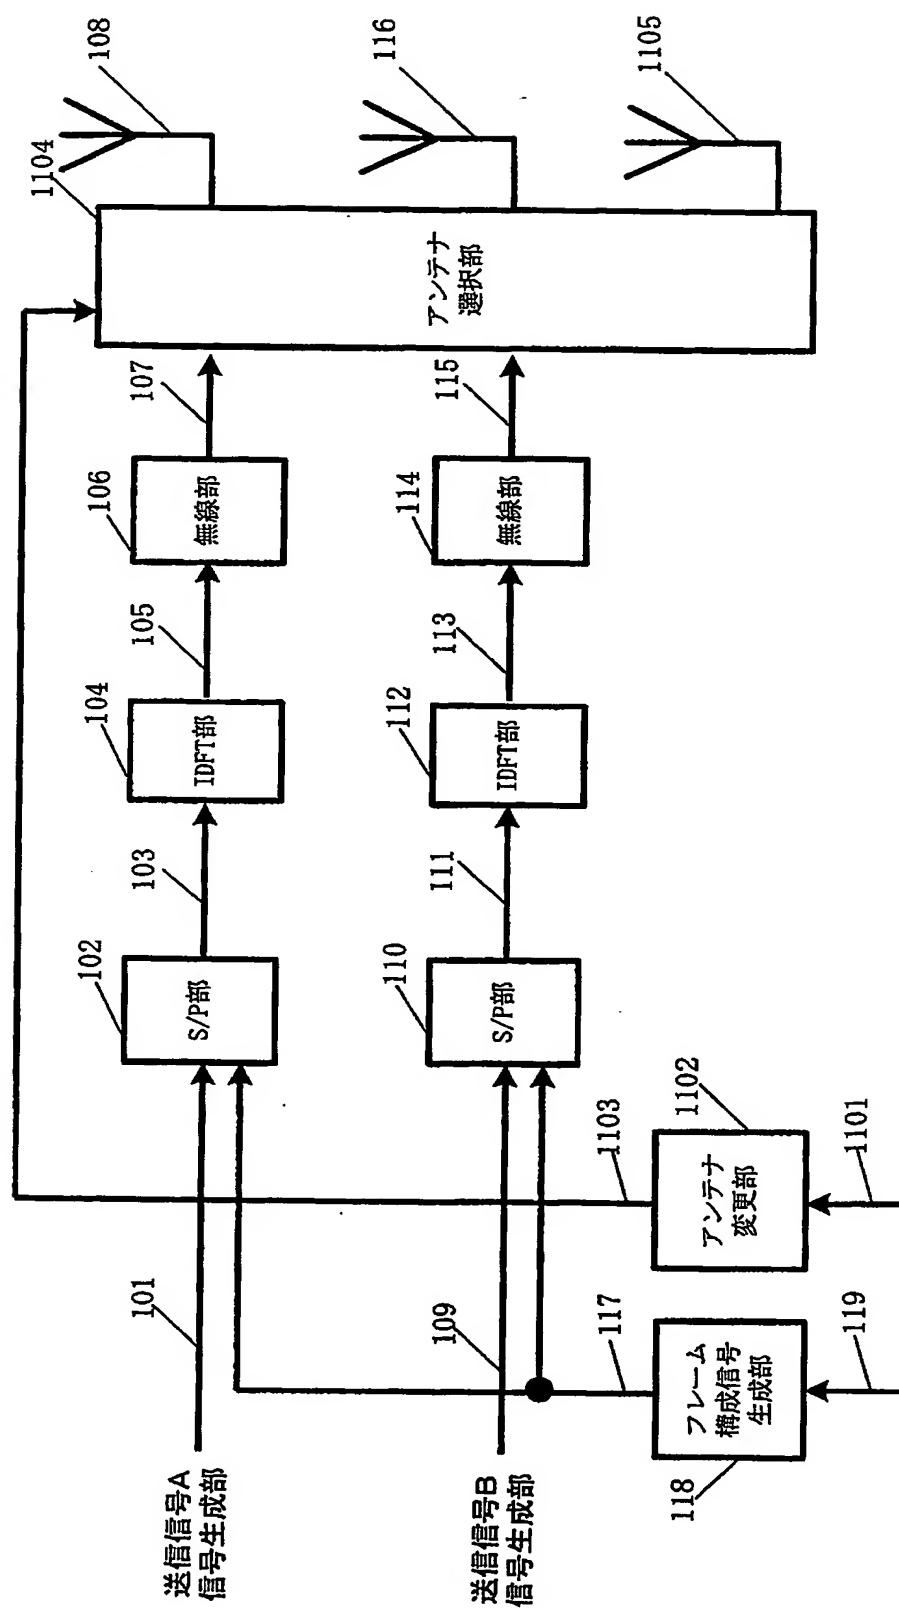 送信信号A
信号生成部
101
102
S/P部
103
104
IDFT部
105
106
無線部
107
1104
アンテナ
選択部
108
116
1105
送信信号B
信号生成部
109
110
S/P部
111
112
IDFT部
113
114
無線部
115
118
フレーム
構成信号
生成部
117
119
アンテナ
変更部
1102
1103
1101